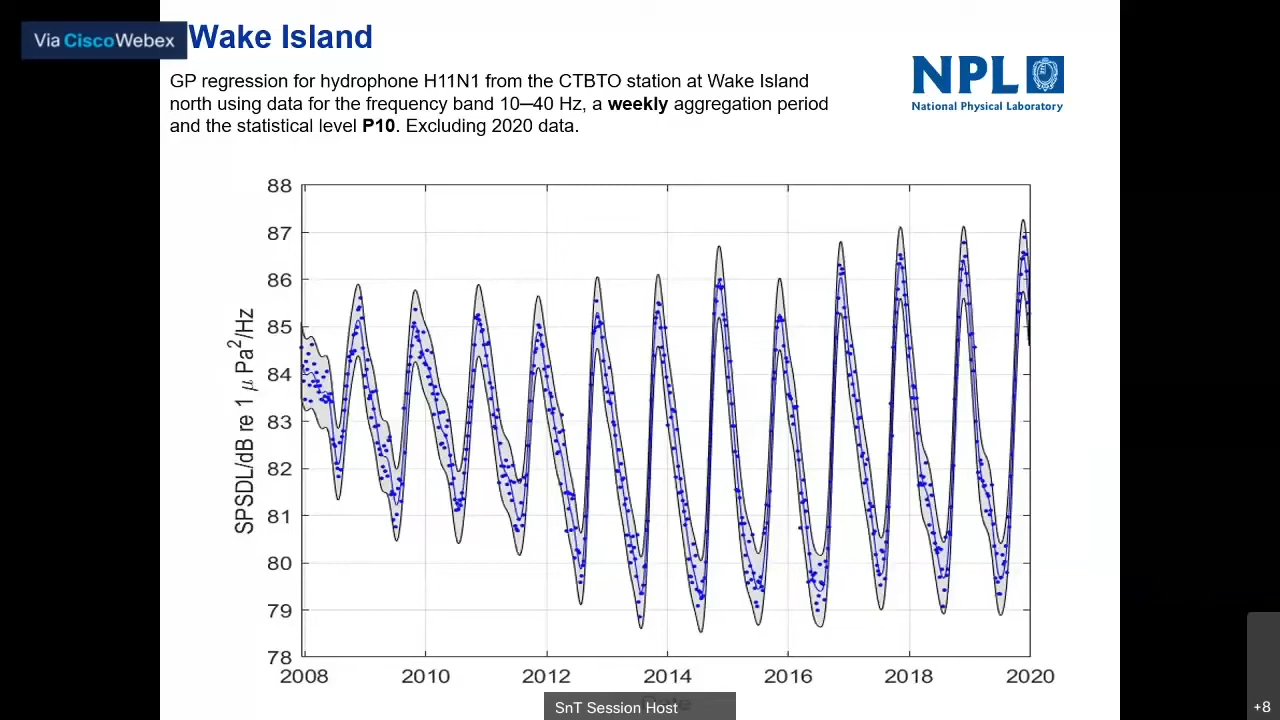 Via CiscoWebex
Wake Island
GP regression for hydrophone H11N1 from the CTBTO station at Wake Island
north using data for the frequency band 10—40 Hz, a weekly aggregation period
and the statistical level P10. Excluding 2020 data.
NPL
National Physical Laboratory
SPSDL/dB re 1 μ Pa²/Hz
88
87
86
85
84
83
82
81
80
79
78
2008 2010 2012 2014 2016 2018 2020
SnT Session Host
+8